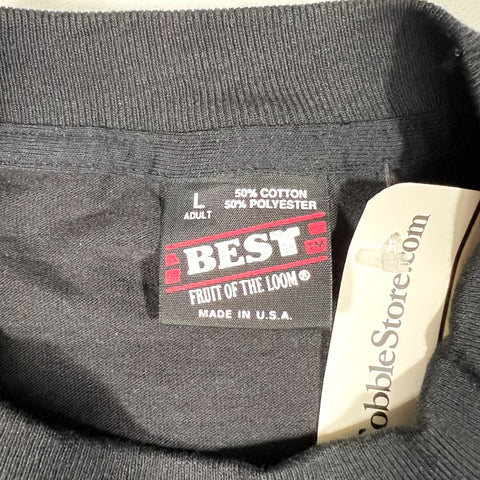 L
ADULT
50% COTTON
50% POLYESTER
BEST
FRUIT OF THE LOOM®
MADE IN U.S.A.
obbleStore.com